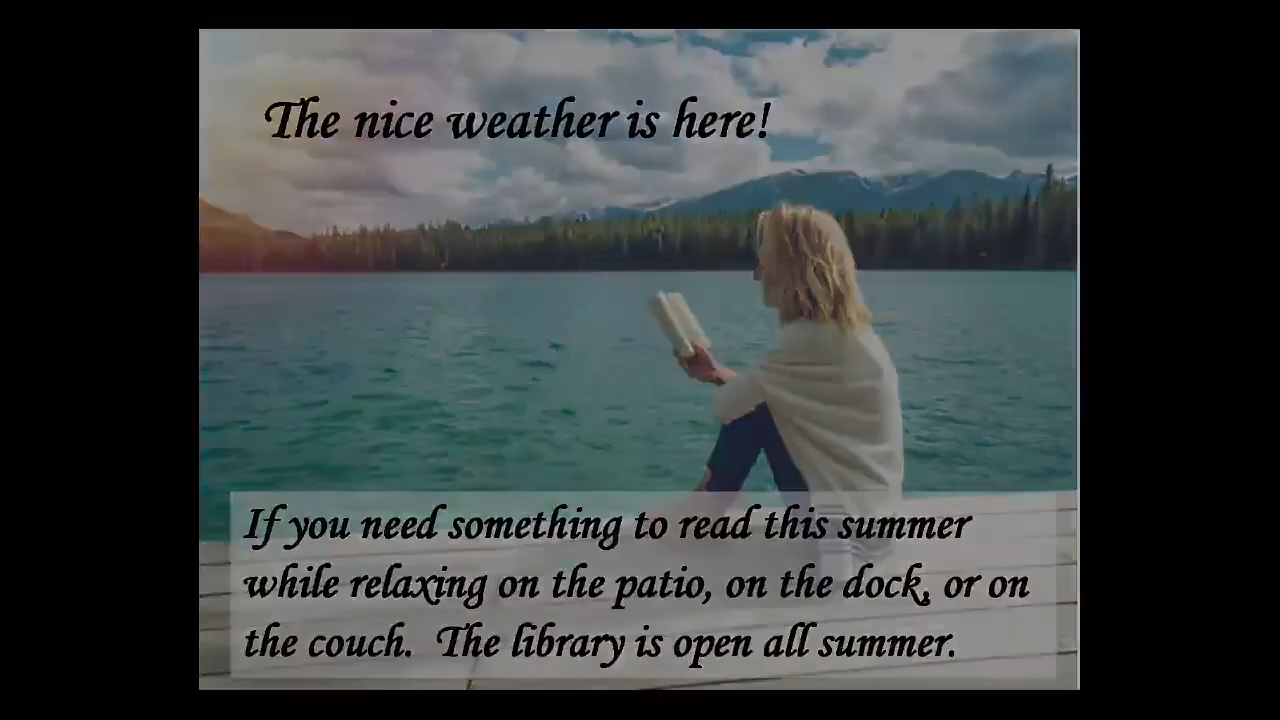 The nice weather is here!
If you need something to read this summer
while relaxing on the patio, on the dock, or on
the couch.  The library is open all summer.